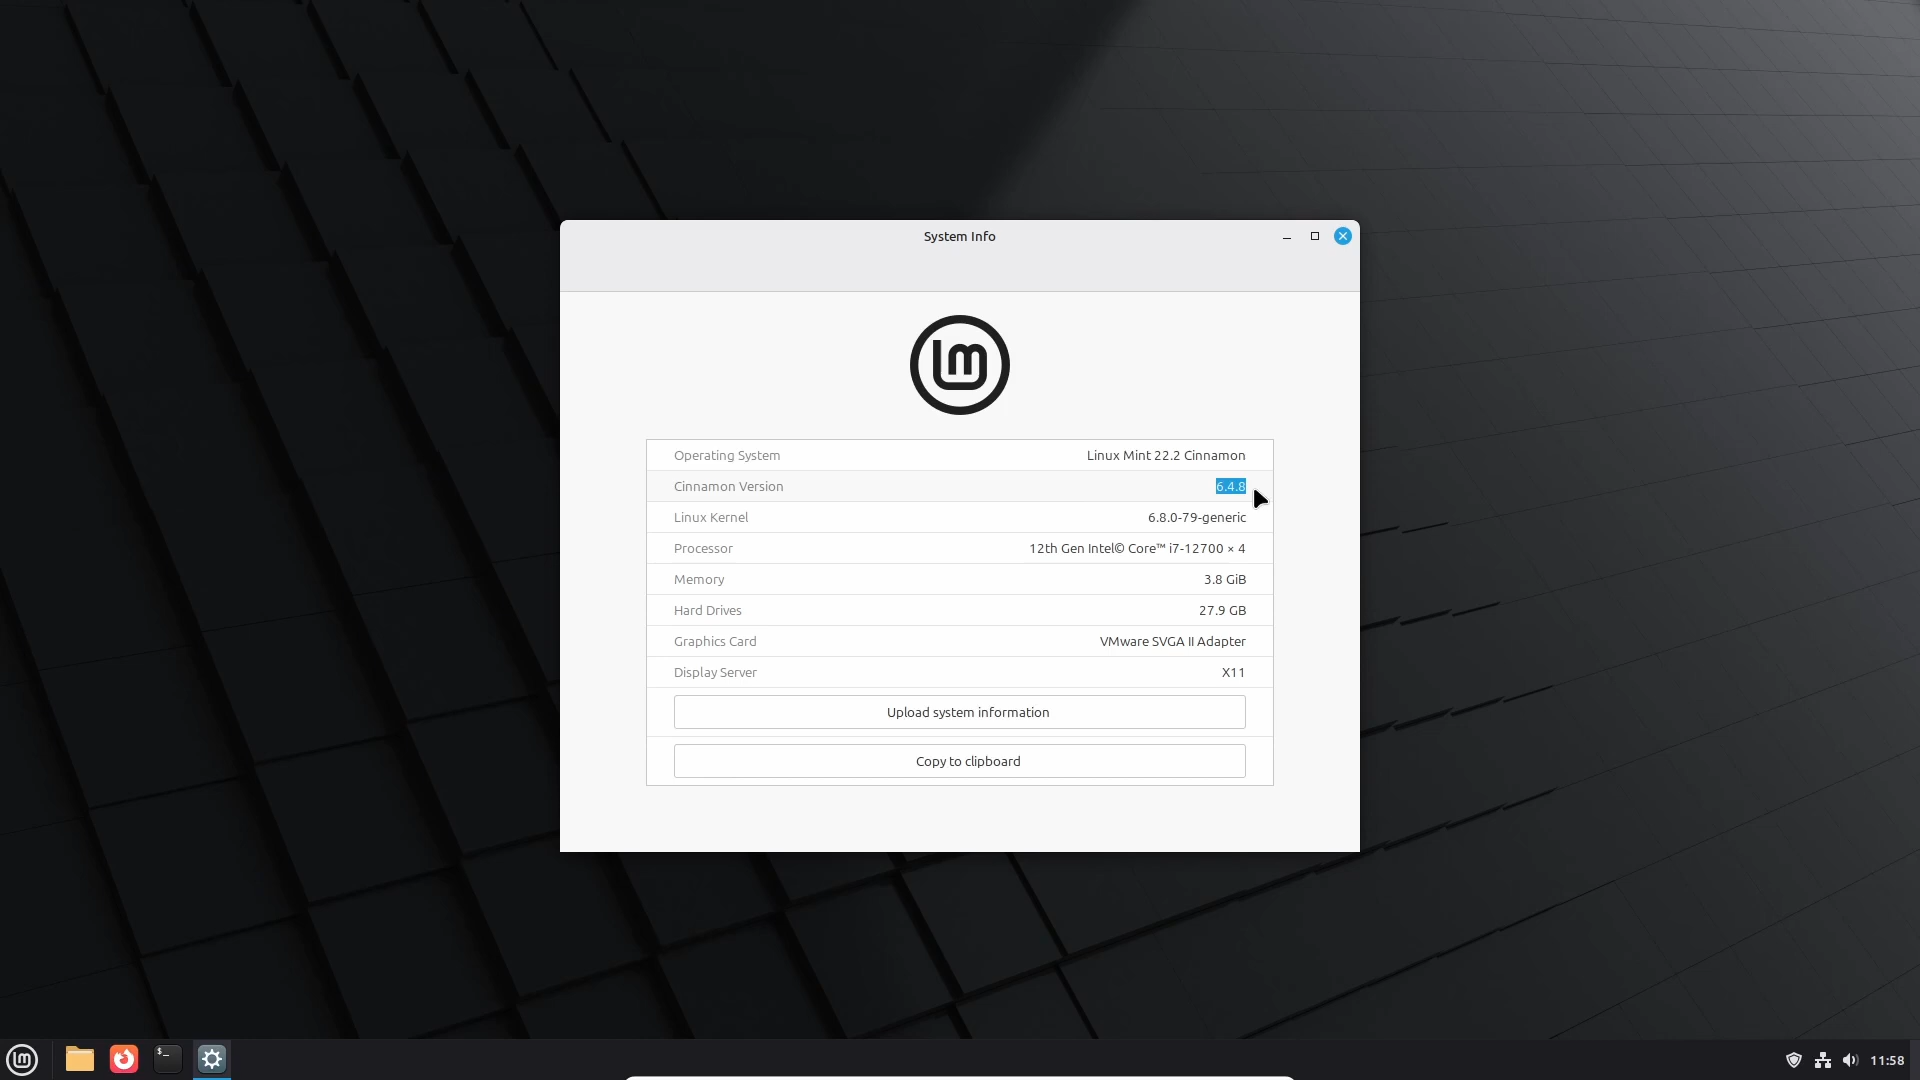 System Info
lm
Operating System Linux Mint 22.2 Cinnamon
Cinnamon Version 6.4.8
Linux Kernel 6.8.0-79-generic
Processor 12th Gen Intel© Core™ i7-12700 × 4
Memory 3.8 GiB
Hard Drives 27.9 GB
Graphics Card VMware SVGA II Adapter
Display Server X11
Upload system information
Copy to clipboard
lm $_ 11:58